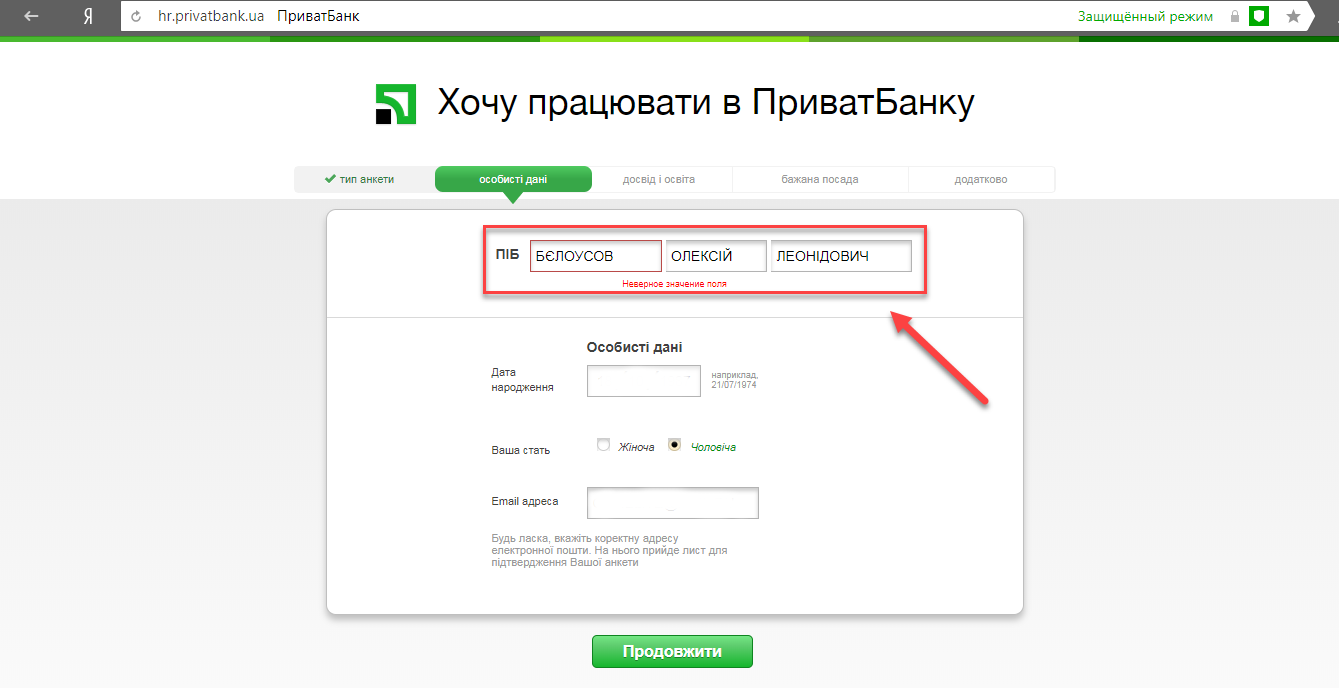 Я hr.privatbank.ua ПриватБанк Защищённый режим
Хочу працювати в ПриватБанку
тип анкети особисті дані досвід і освіта бажана посада додатково
ПІБ БЄЛОУСОВ ОЛЕКСІЙ ЛЕОНІДОВИЧ
Неверное значение поля
Особисті дані
Дата
народження
наприклад,
21/07/1974
Ваша стать Жіноча Чоловіча
Email адреса
Будь ласка, вкажіть коректну адресу
електронної пошти. На нього прийде лист для
підтвердження Вашої анкети
Продовжити